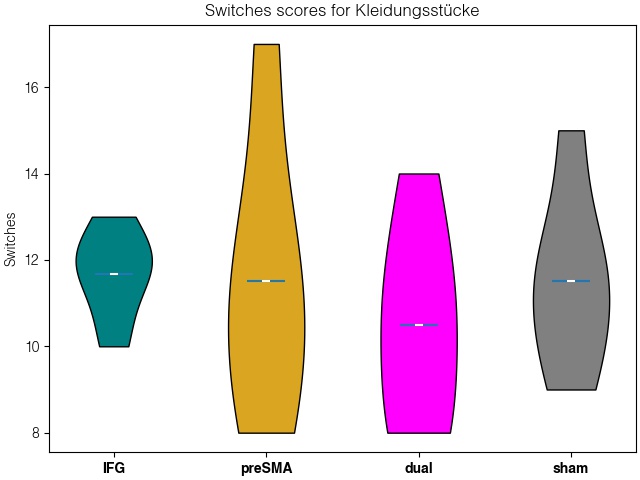 Switches scores for Kleidungsstücke
Switches
16
14
12
10
8
IFG preSMA dual sham